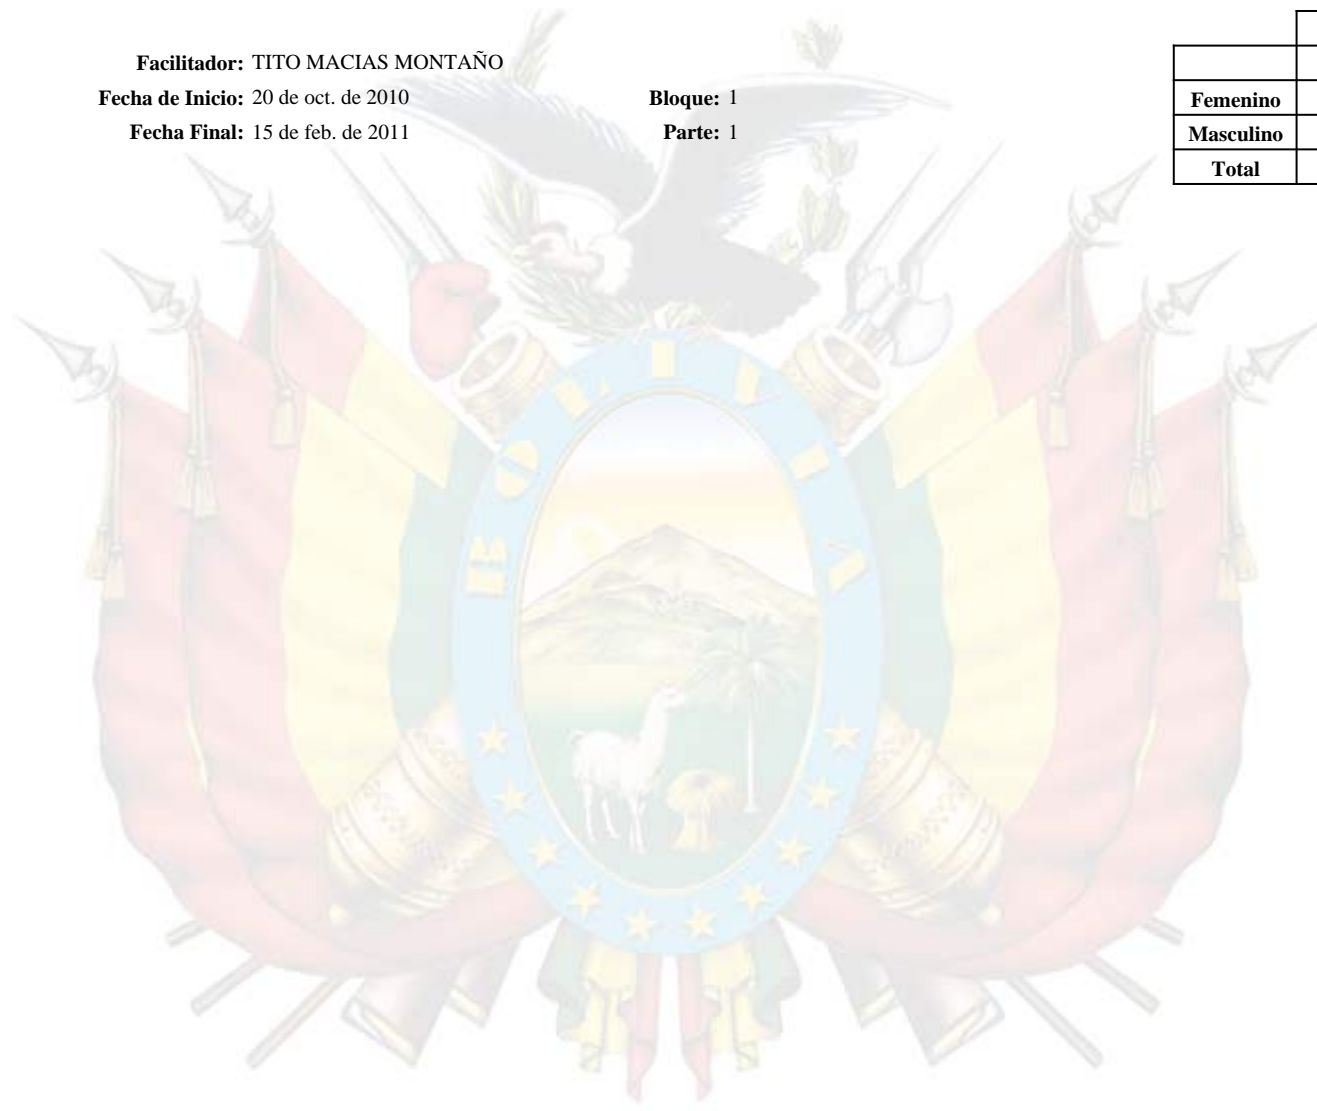 Facilitador: TITO MACIAS MONTAÑO
Fecha de Inicio: 20 de oct. de 2010 Bloque: 1
Fecha Final: 15 de feb. de 2011 Parte: 1
Femenino
Masculino
Total
BOLIVIA